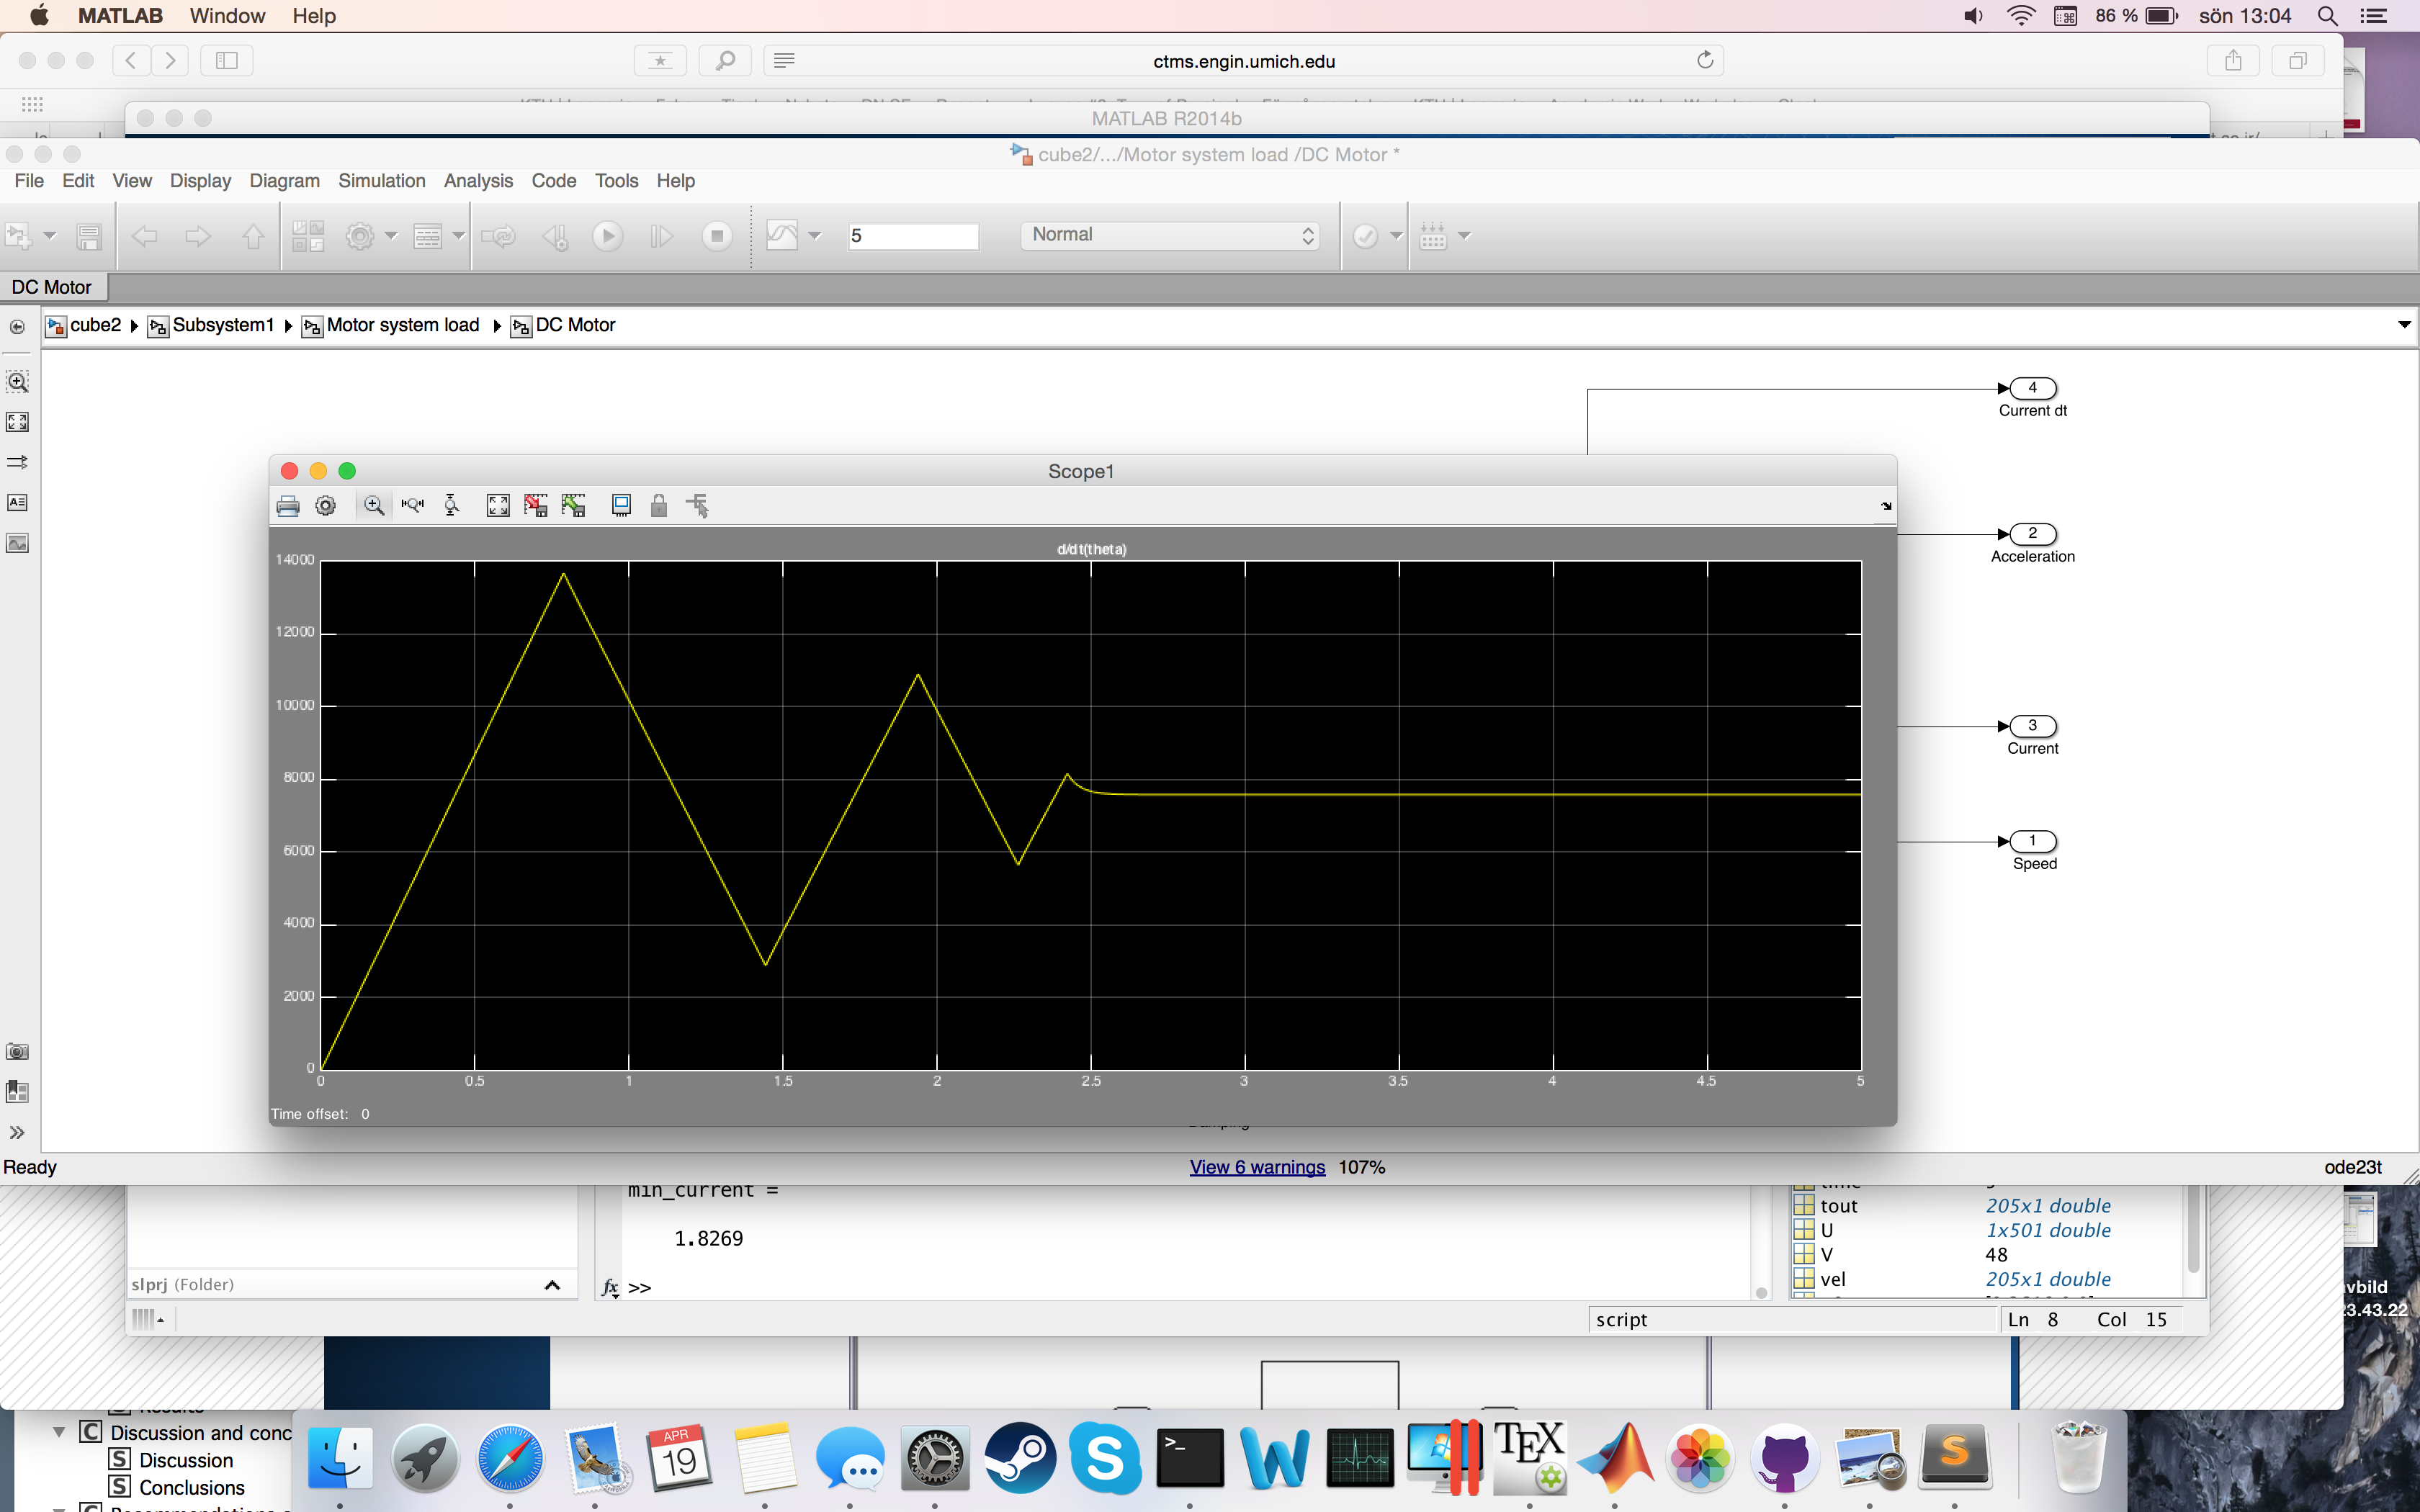 MATLAB Window Help 86 % sön 13:04
ctms.engin.umich.edu
MATLAB R2014b
cube2/.../Motor system load /DC Motor *
File Edit View Display Diagram Simulation Analysis Code Tools Help
5 Normal
DC Motor
cube2 Subsystem1 Motor system load DC Motor
4
Current dt
Scope1
2
Acceleration
3
Current
1
Speed
d/dt(theta)
14000
12000
10000
8000
6000
4000
2000
0
0 0.5 1 1.5 2 2.5 3 3.5 4 4.5 5
Time offset: 0
Ready View 6 warnings 107% ode23t
min_current =
1.8269
fx >>
tout 205x1 double
U 1x501 double
V 48
vel 205x1 double
slprj (Folder)
script Ln 8 Col 15
vbild
3.43.22
C Discussion and conc
S Discussion
S Conclusions
APR
19
TEX